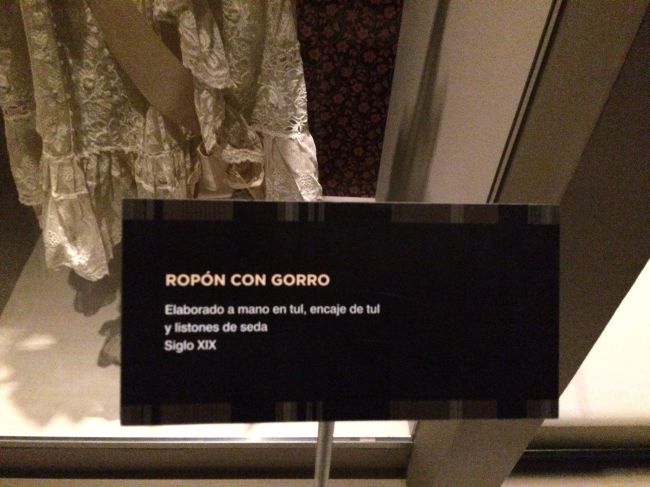 ROPÓN CON GORRO
Elaborado a mano en tul, encaje de tul
y listones de seda
Siglo XIX